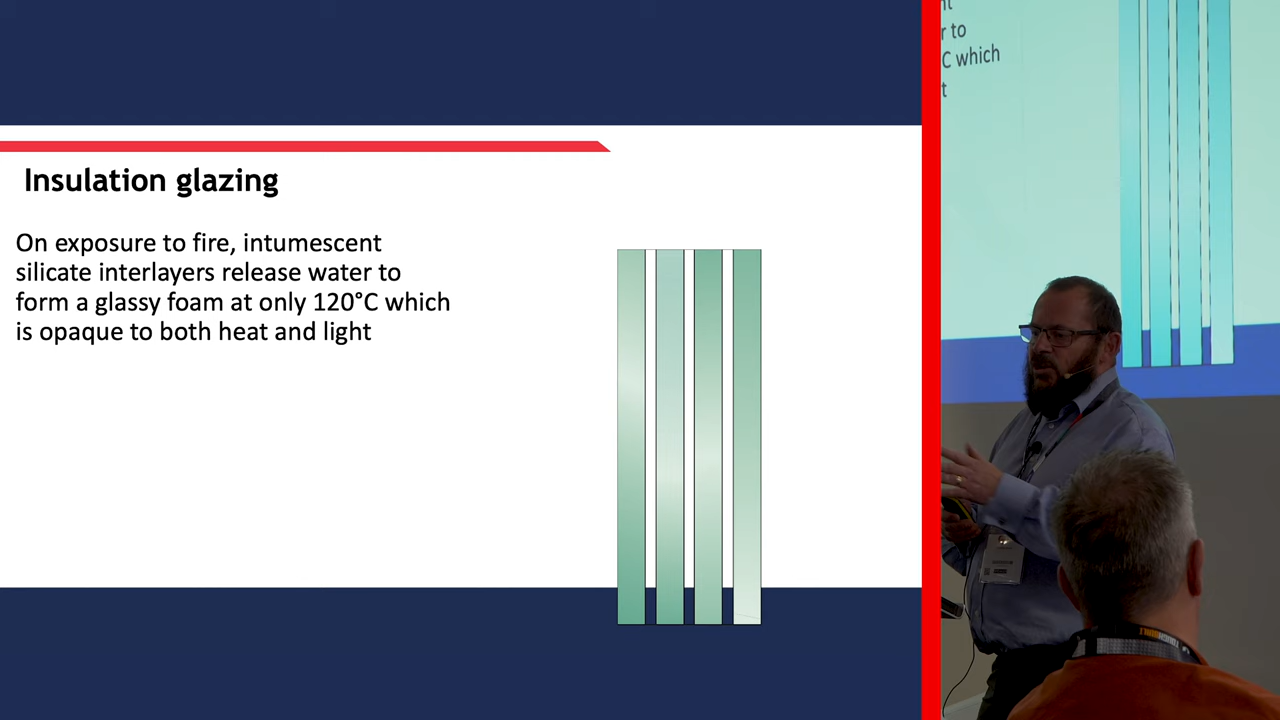 Insulation glazing
On exposure to fire, intumescent
silicate interlayers release water to
form a glassy foam at only 120°C which
is opaque to both heat and light
r to
C which
t